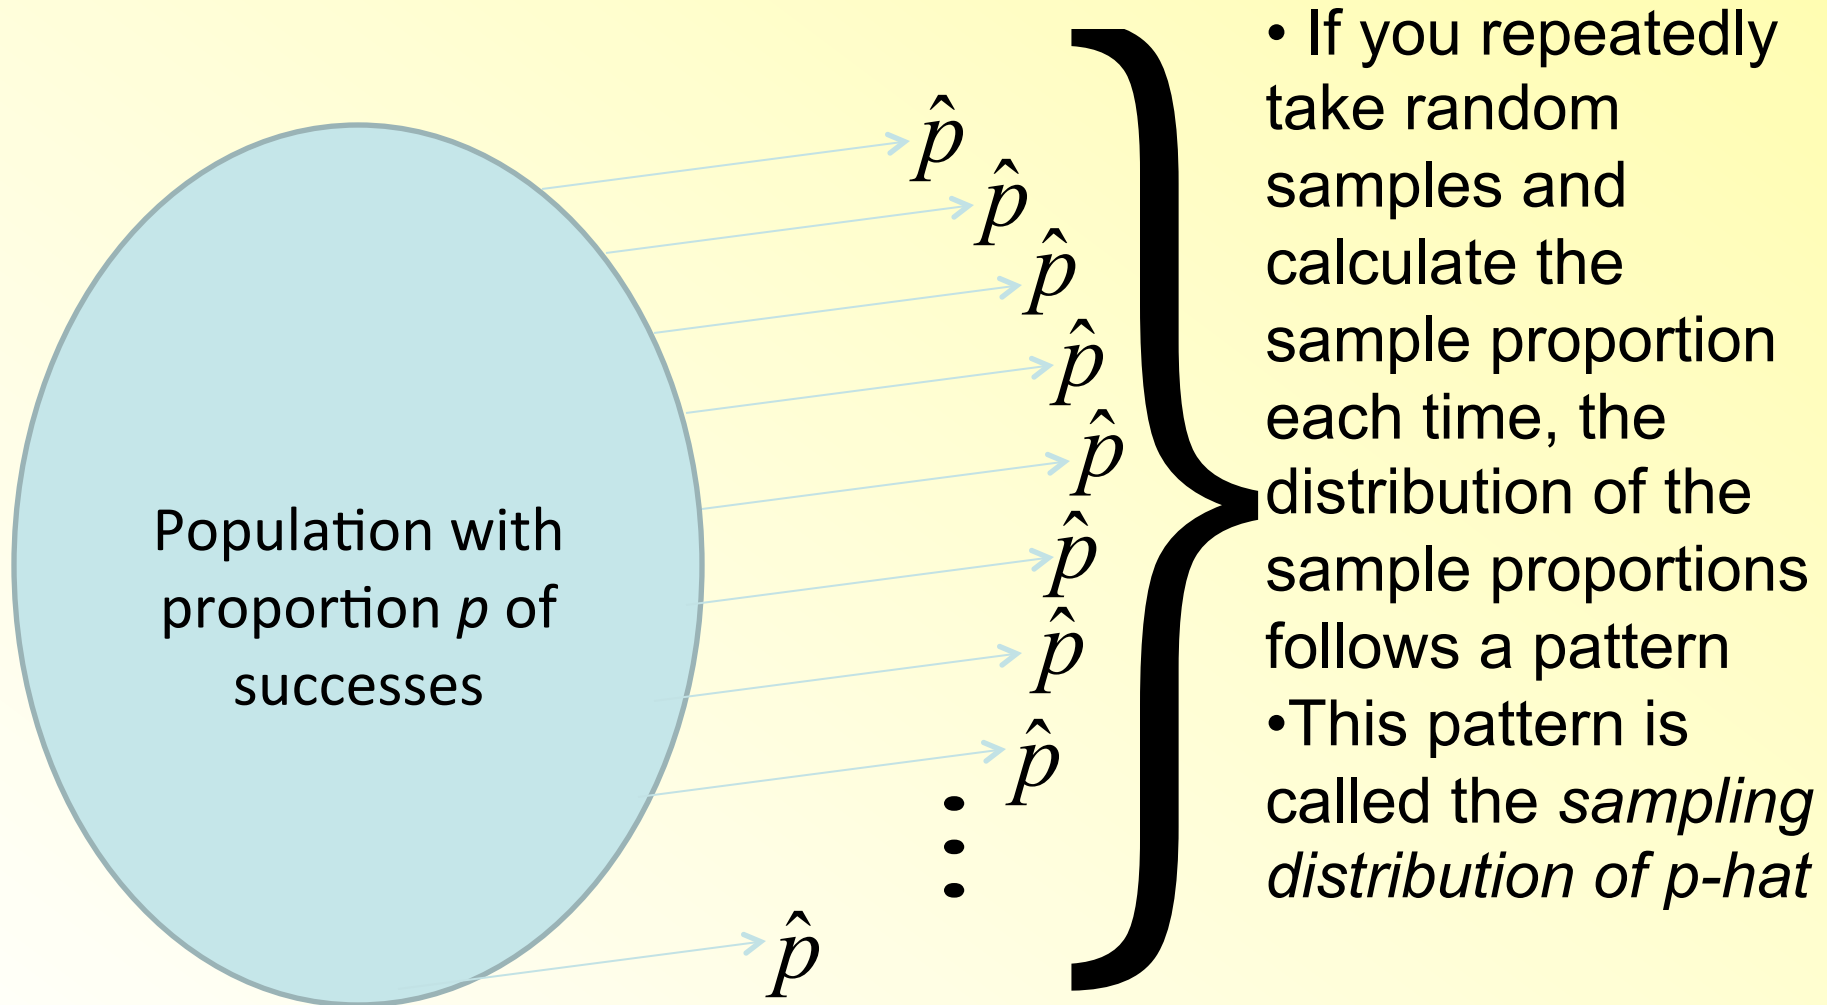 Population with
proportion p of
successes
p̂
p̂
p̂
p̂
p̂
p̂
p̂
p̂
⋮
p̂
}
• If you repeatedly
take random
samples and
calculate the
sample proportion
each time, the
distribution of the
sample proportions
follows a pattern
•This pattern is
called the sampling
distribution of p-hat